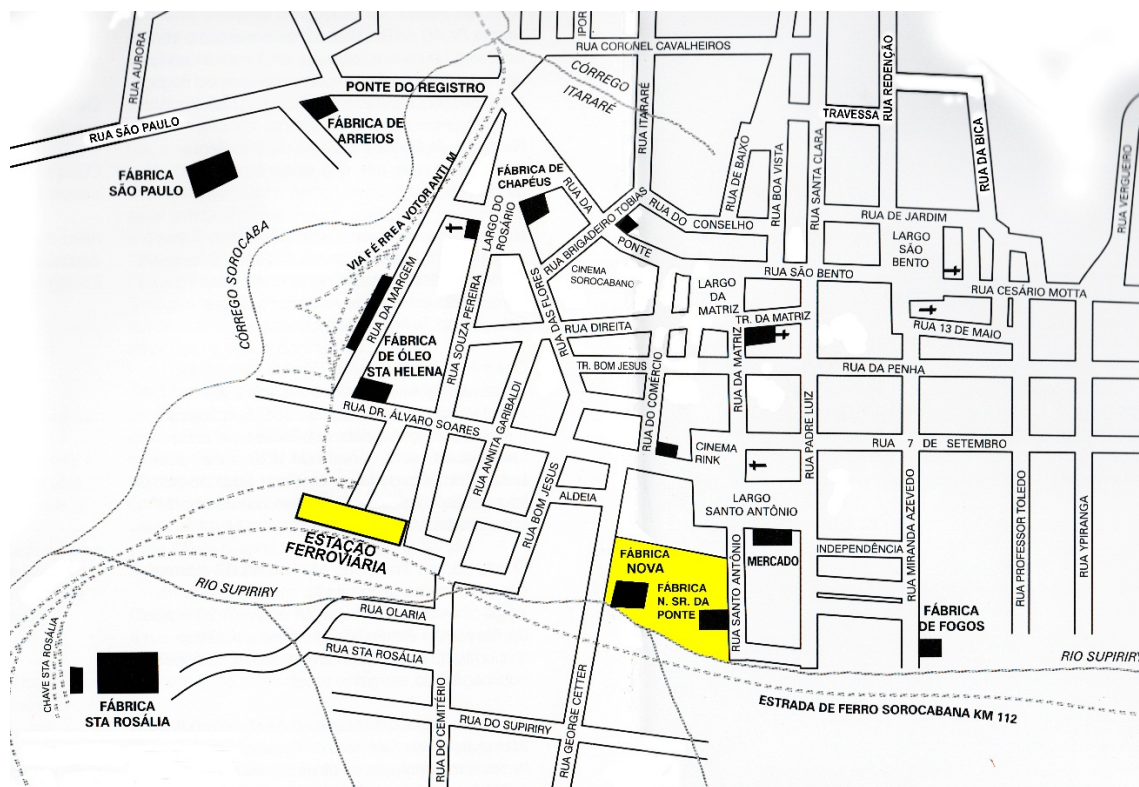 RUA AURORA
IPOR
RUA CORONEL CAVALHEIROS
CÓRREGO
ITARARÉ
RUA ITARARÉ
PONTE DO REGISTRO
RUA SÃO PAULO
FÁBRICA DE
ARREIOS
FÁBRICA
SÃO PAULO
TRAVESSA
RUA REDENÇÃO
RUA DA BICA
RUA VERGUEIRO
FÁBRICA DE
CHAPÉUS
LARGO DO
ROSÁRIO
RUA DA
PONTE
RUA BRIGADEIRO TOBIAS
RUA DO CONSELHO
RUA DE BAIXO
RUA BOA VISTA
RUA SANTA CLARA
RUA DE JARDIM
LARGO
SÃO
BENTO
CÓRREGO SOROCABA
VIA FÉRREA VOTORANTI M
RUA DA MARGEM
RUA SOUZA PEREIRA
RUA DAS FLORES
CINEMA
SOROCABANO
RUA SÃO BENTO
LARGO
DA
MATRIZ
TR. DA MATRIZ
RUA CESÁRIO MOTTA
RUA 13 DE MAIO
RUA DIREITA
FÁBRICA
DE ÓLEO
STA HELENA
TR. BOM JESUS
RUA DA MATRIZ
RUA DA PENHA
RUA DR. ÁLVARO SOARES
RUA ANNITA GARIBALDI
RUA DO COMÉRCIO
RUA PADRE LUIZ
CINEMA
RINK
RUA 7 DE SETEMBRO
RUA BOM JESUS
ALDEIA
LARGO
SANTO ANTÔNIO
RUA MIRANDA AZEVEDO
RUA PROFESSOR TOLEDO
RUA YPIRANGA
ESTAÇÃO
FERROVIÁRIA
FÁBRICA
NOVA
FÁBRICA
N. SR. DA
PONTE
RUA SANTO ANTÔNIO
MERCADO
INDEPENDÊNCIA
FÁBRICA
DE FOGOS
RIO SUPIRIRY
RUA OLARIA
RUA STA ROSÁLIA
CHAVE STA ROSÁLIA
FÁBRICA
STA ROSÁLIA
RUA DO CEMITÉRIO
RUA DO SUPIRIRY
RUA GEORGE CETTER
RIO SUPIRIRY
ESTRADA DE FERRO SOROCABANA KM 112